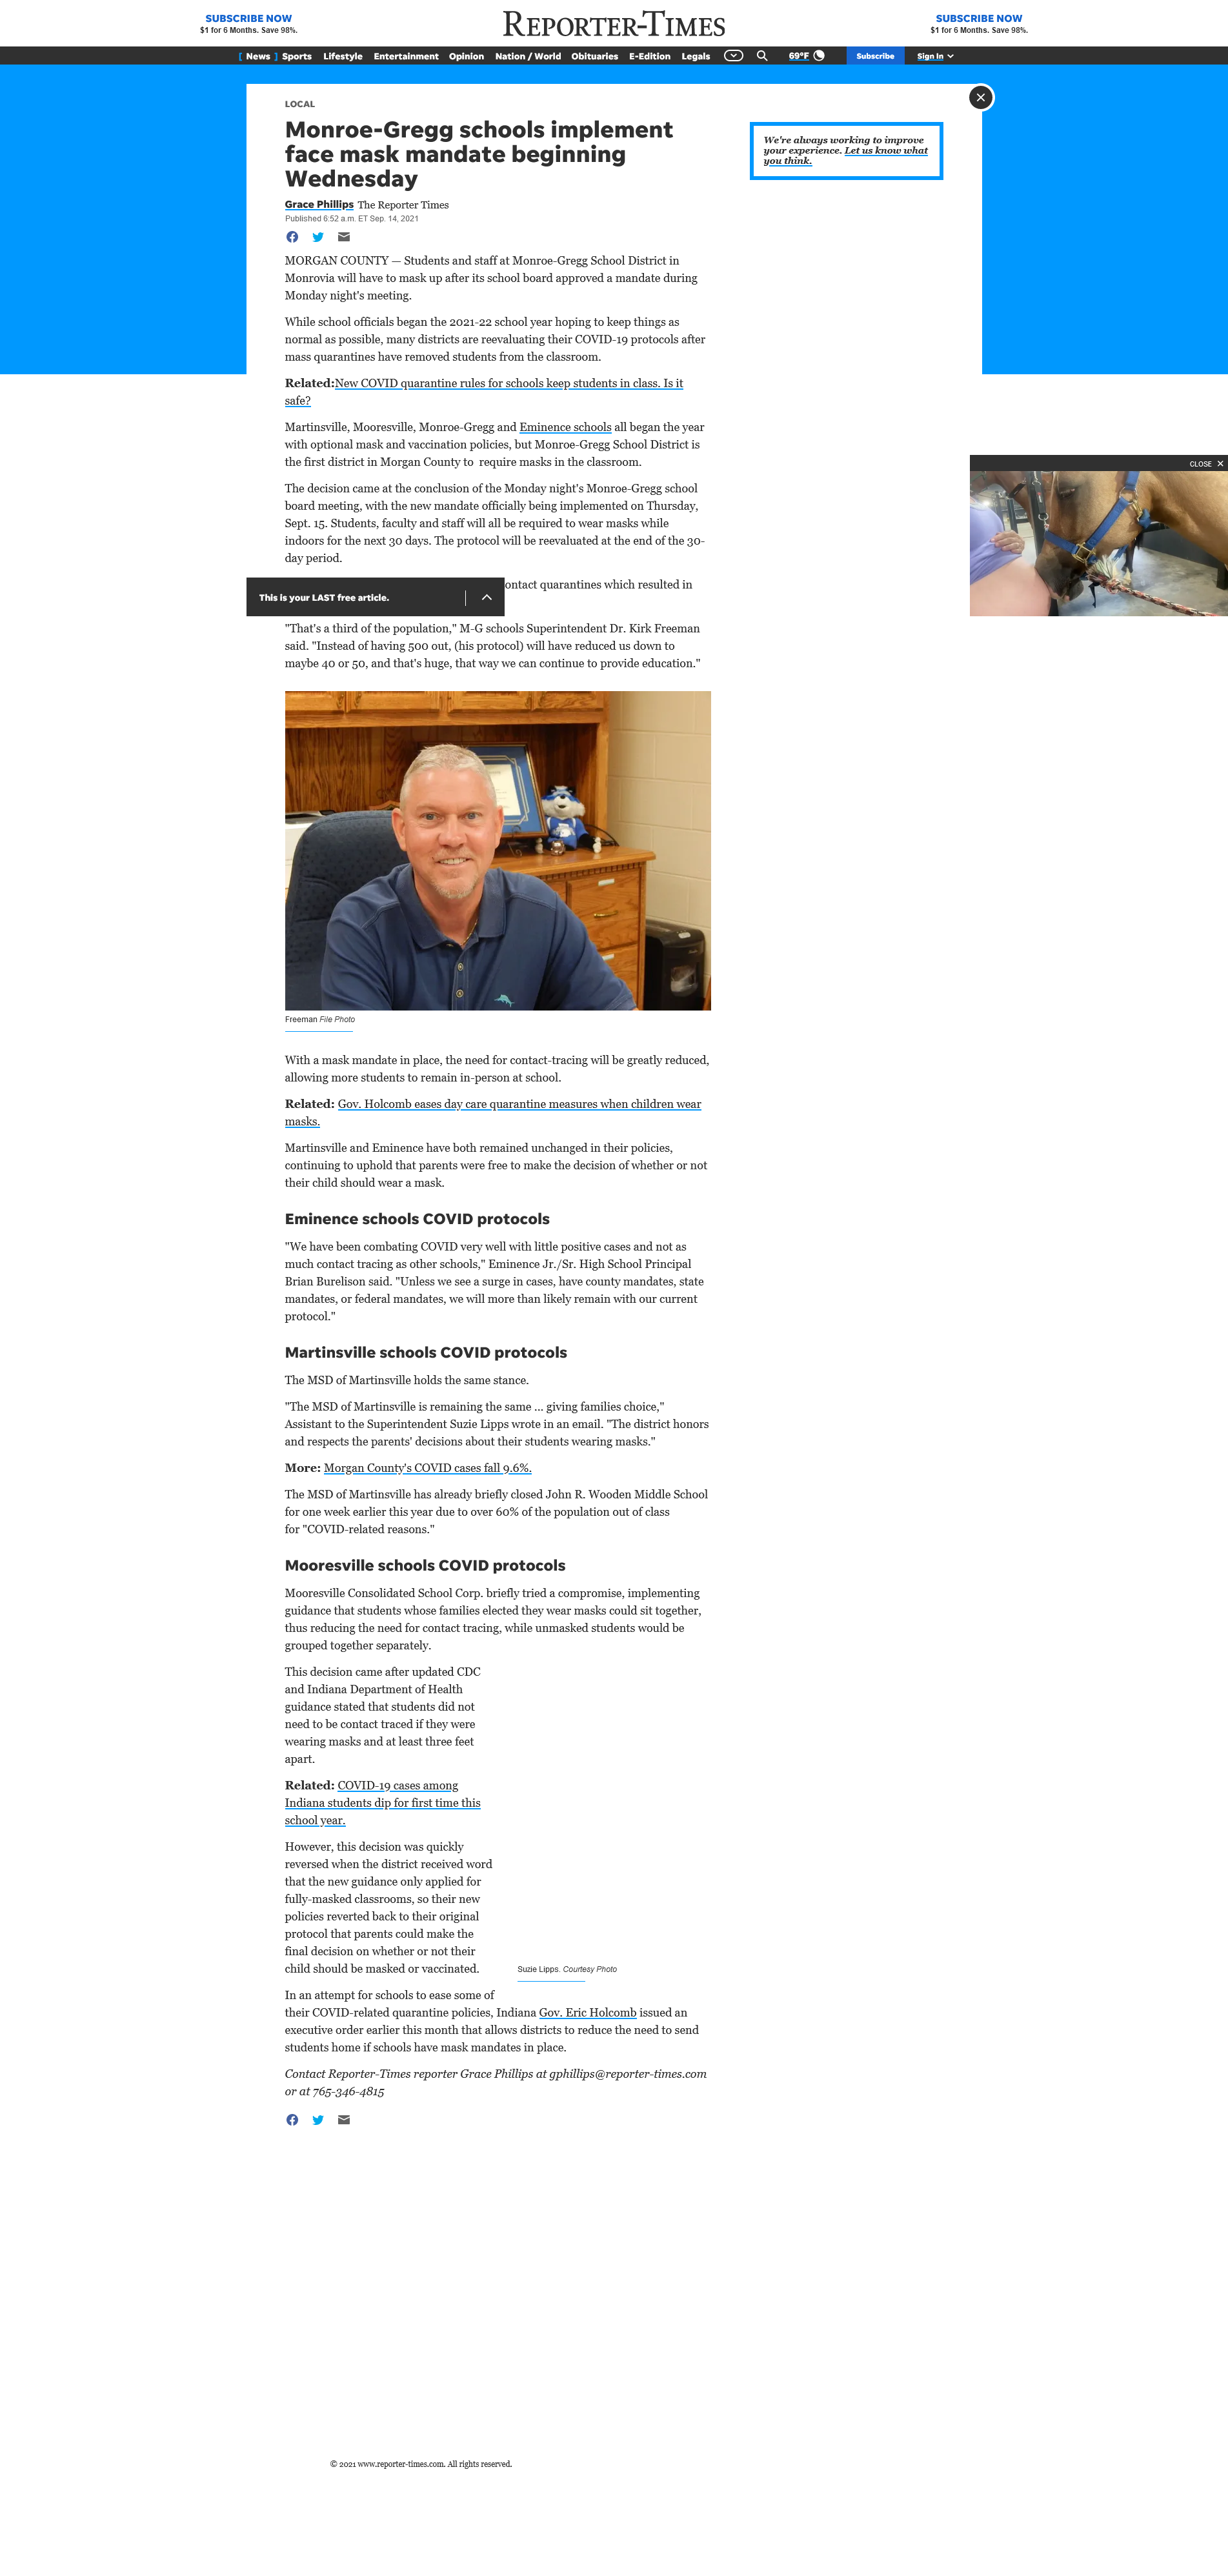 SUBSCRIBE NOW
$1 for 6 Months. Save 98%.
REPORTER-TIMES
SUBSCRIBE NOW
$1 for 6 Months. Save 98%.
[ News ] Sports Lifestyle Entertainment Opinion Nation / World Obituaries E-Edition Legals 69°F Subscribe Sign In
LOCAL
Monroe-Gregg schools implement
face mask mandate beginning
Wednesday
Grace Phillips The Reporter Times
Published 6:52 a.m. ET Sep. 14, 2021
We're always working to improve
your experience. Let us know what
you think.
MORGAN COUNTY — Students and staff at Monroe-Gregg School District in
Monrovia will have to mask up after its school board approved a mandate during
Monday night's meeting.
While school officials began the 2021-22 school year hoping to keep things as
normal as possible, many districts are reevaluating their COVID-19 protocols after
mass quarantines have removed students from the classroom.
Related:New COVID quarantine rules for schools keep students in class. Is it
safe?
Martinsville, Mooresville, Monroe-Gregg and Eminence schools all began the year
with optional mask and vaccination policies, but Monroe-Gregg School District is
the first district in Morgan County to  require masks in the classroom.
CLOSE ✕
The decision came at the conclusion of the Monday night's Monroe-Gregg school
board meeting, with the new mandate officially being implemented on Thursday,
Sept. 15. Students, faculty and staff will all be required to wear masks while
indoors for the next 30 days. The protocol will be reevaluated at the end of the 30-
day period.
ontact quarantines which resulted in
This is your LAST free article.
"That's a third of the population," M-G schools Superintendent Dr. Kirk Freeman
said. "Instead of having 500 out, (his protocol) will have reduced us down to
maybe 40 or 50, and that's huge, that way we can continue to provide education."
Freeman File Photo
With a mask mandate in place, the need for contact-tracing will be greatly reduced,
allowing more students to remain in-person at school.
Related: Gov. Holcomb eases day care quarantine measures when children wear
masks.
Martinsville and Eminence have both remained unchanged in their policies,
continuing to uphold that parents were free to make the decision of whether or not
their child should wear a mask.
Eminence schools COVID protocols
"We have been combating COVID very well with little positive cases and not as
much contact tracing as other schools," Eminence Jr./Sr. High School Principal
Brian Burelison said. "Unless we see a surge in cases, have county mandates, state
mandates, or federal mandates, we will more than likely remain with our current
protocol."
Martinsville schools COVID protocols
The MSD of Martinsville holds the same stance.
"The MSD of Martinsville is remaining the same ... giving families choice,"
Assistant to the Superintendent Suzie Lipps wrote in an email. "The district honors
and respects the parents' decisions about their students wearing masks."
More: Morgan County's COVID cases fall 9.6%.
The MSD of Martinsville has already briefly closed John R. Wooden Middle School
for one week earlier this year due to over 60% of the population out of class
for "COVID-related reasons."
Mooresville schools COVID protocols
Mooresville Consolidated School Corp. briefly tried a compromise, implementing
guidance that students whose families elected they wear masks could sit together,
thus reducing the need for contact tracing, while unmasked students would be
grouped together separately.
This decision came after updated CDC
and Indiana Department of Health
guidance stated that students did not
need to be contact traced if they were
wearing masks and at least three feet
apart.
Related: COVID-19 cases among
Indiana students dip for first time this
school year.
However, this decision was quickly
reversed when the district received word
that the new guidance only applied for
fully-masked classrooms, so their new
policies reverted back to their original
protocol that parents could make the
final decision on whether or not their
child should be masked or vaccinated.
Suzie Lipps. Courtesy Photo
In an attempt for schools to ease some of
their COVID-related quarantine policies, Indiana Gov. Eric Holcomb issued an
executive order earlier this month that allows districts to reduce the need to send
students home if schools have mask mandates in place.
Contact Reporter-Times reporter Grace Phillips at gphillips@reporter-times.com
or at 765-346-4815
© 2021 www.reporter-times.com. All rights reserved.